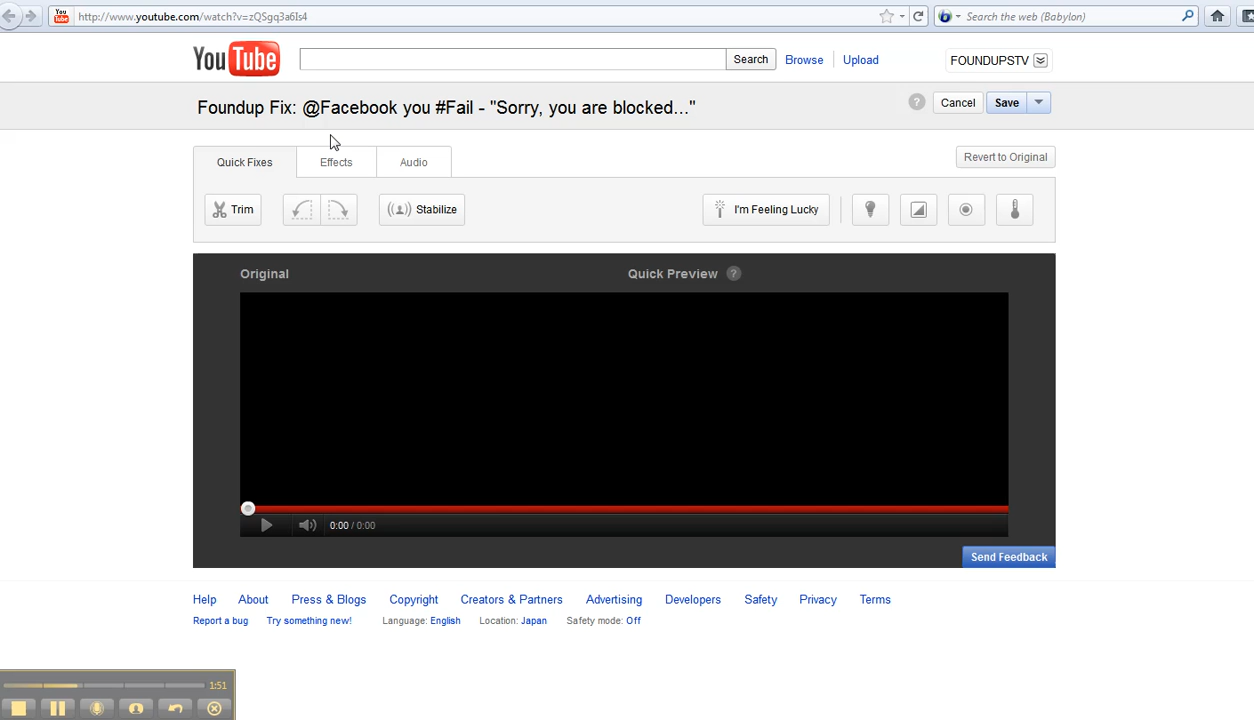 You Tube http://www.youtube.com/watch?v=zQSgq3a6Is4 Search the web (Babylon)
YouTube Search Browse Upload FOUNDUPSTV
Foundup Fix: @Facebook you #Fail - "Sorry, you are blocked..." ? Cancel Save
Quick Fixes Effects Audio Revert to Original
Trim Stabilize I'm Feeling Lucky
Original Quick Preview ?
0:00 / 0:00
Send Feedback
Help About Press & Blogs Copyright Creators & Partners Advertising Developers Safety Privacy Terms
Report a bug Try something new! Language: English Location: Japan Safety mode: Off
1:51